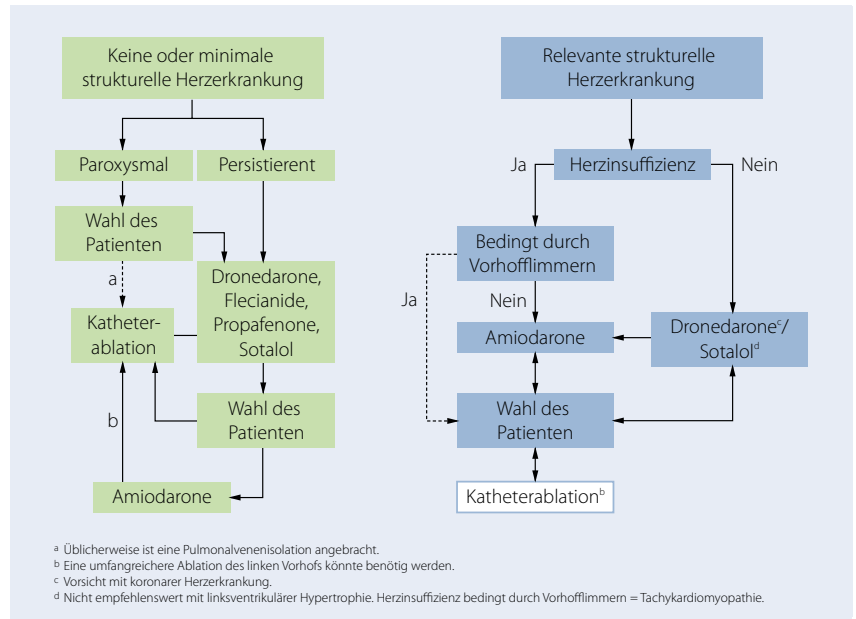 Keine oder minimale
strukturelle Herzerkrankung
Paroxysmal
Persistierent
Wahl des
Patienten
a
Dronedarone,
Flecianide,
Propafenone,
Sotalol
Katheter-
ablation
Wahl des
Patienten
b
Amiodarone
Relevante strukturelle
Herzerkrankung
Ja
Herzinsuffizienz
Nein
Bedingt durch
Vorhofflimmern
Ja
Nein
Amiodarone
Dronedaroneᶜ/
Sotalolᵈ
Wahl des
Patienten
Katheterablationᵇ
a Üblicherweise ist eine Pulmonalvenenisolation angebracht.
b Eine umfangreichere Ablation des linken Vorhofs könnte benötig werden.
c Vorsicht mit koronarer Herzerkrankung.
d Nicht empfehlenswert mit linksventrikulärer Hypertrophie. Herzinsuffizienz bedingt durch Vorhofflimmern = Tachykardiomyopathie.